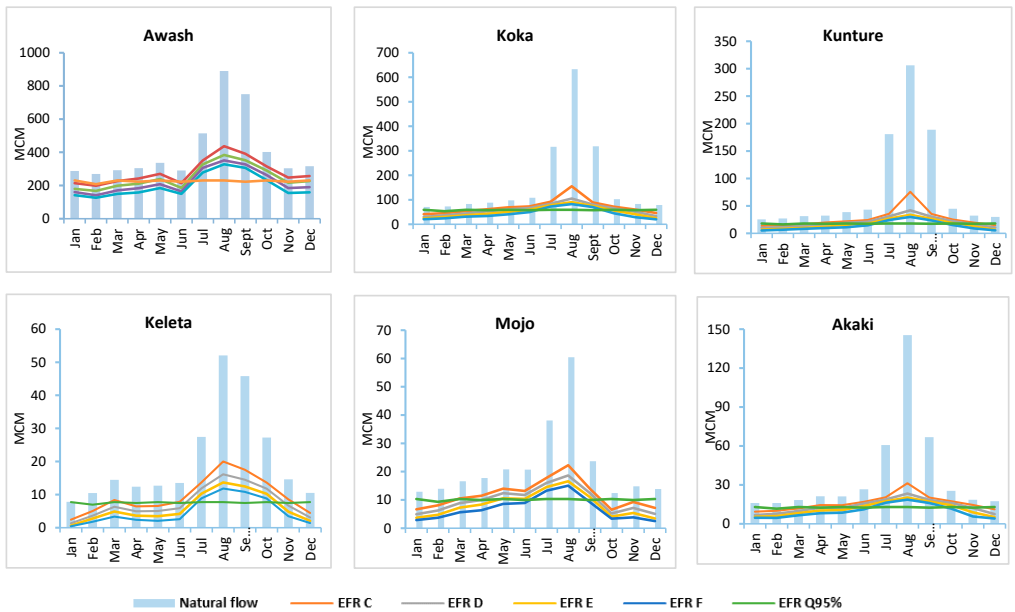 Awash
1000
800
600
400
200
0
MCM
Jan Feb Mar Apr May Jun Jul Aug Sept Oct Nov Dec
Koka
700
600
500
400
300
200
100
0
MCM
Jan Feb Mar Apr May Jun Jul Aug Sept Oct Nov Dec
Kunture
350
300
250
200
150
100
50
0
MCM
Jan Feb Mar Apr May Jun Jul Aug Se... Oct Nov Dec
Keleta
60
50
40
30
20
10
0
MCM
Jan Feb Mar Apr May Jun Jul Aug Se... Oct Nov Dec
Mojo
70
60
50
40
30
20
10
0
MCM
Jan Feb Mar Apr May Jun Jul Aug Se... Oct Nov Dec
Akaki
150
120
90
60
30
0
MCM
Jan Feb Mar Apr May Jun Jul Aug Se... Oct Nov Dec
Natural flow EFR C EFR D EFR E EFR F EFR Q95%